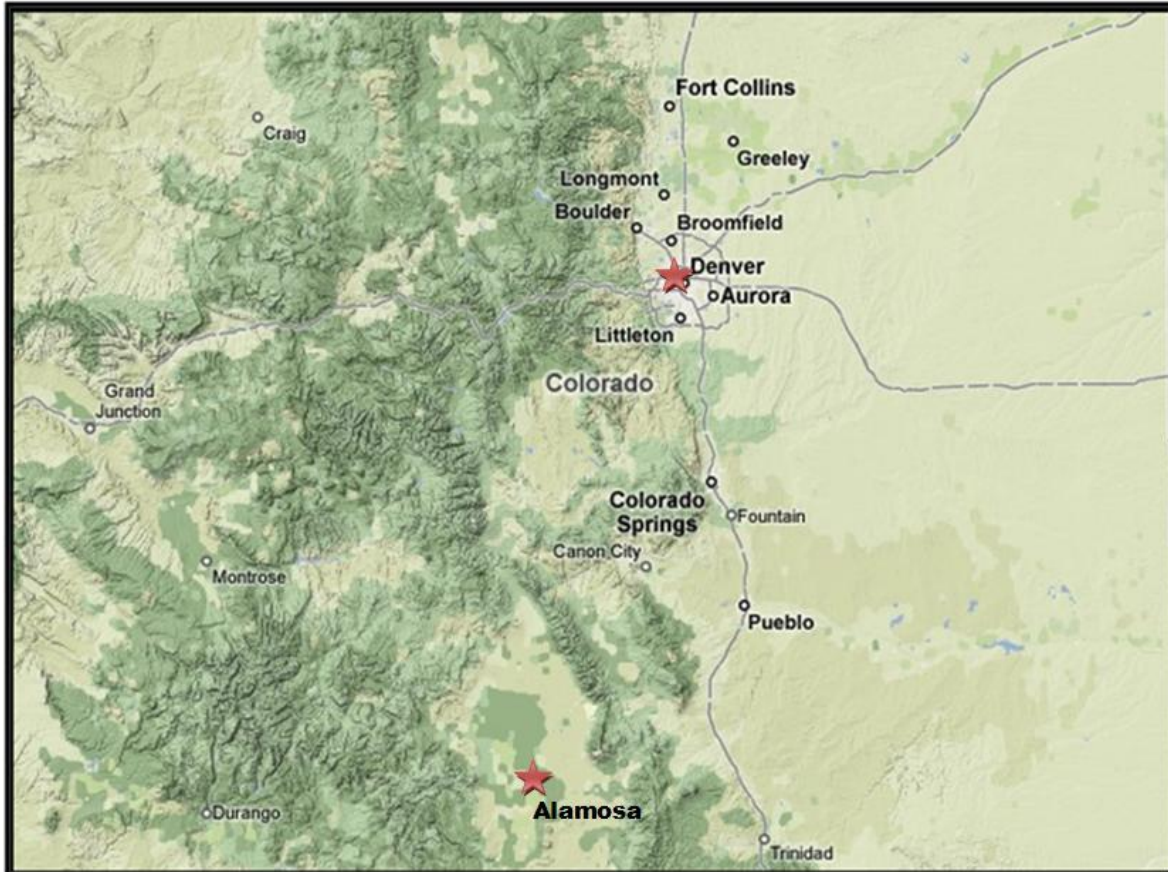 Fort Collins
Craig
Greeley
Longmont
Boulder
Broomfield
Denver
Aurora
Littleton
Colorado
Grand
Junction
Colorado
Springs
Fountain
Canon City
Montrose
Pueblo
Alamosa
Durango
Trinidad